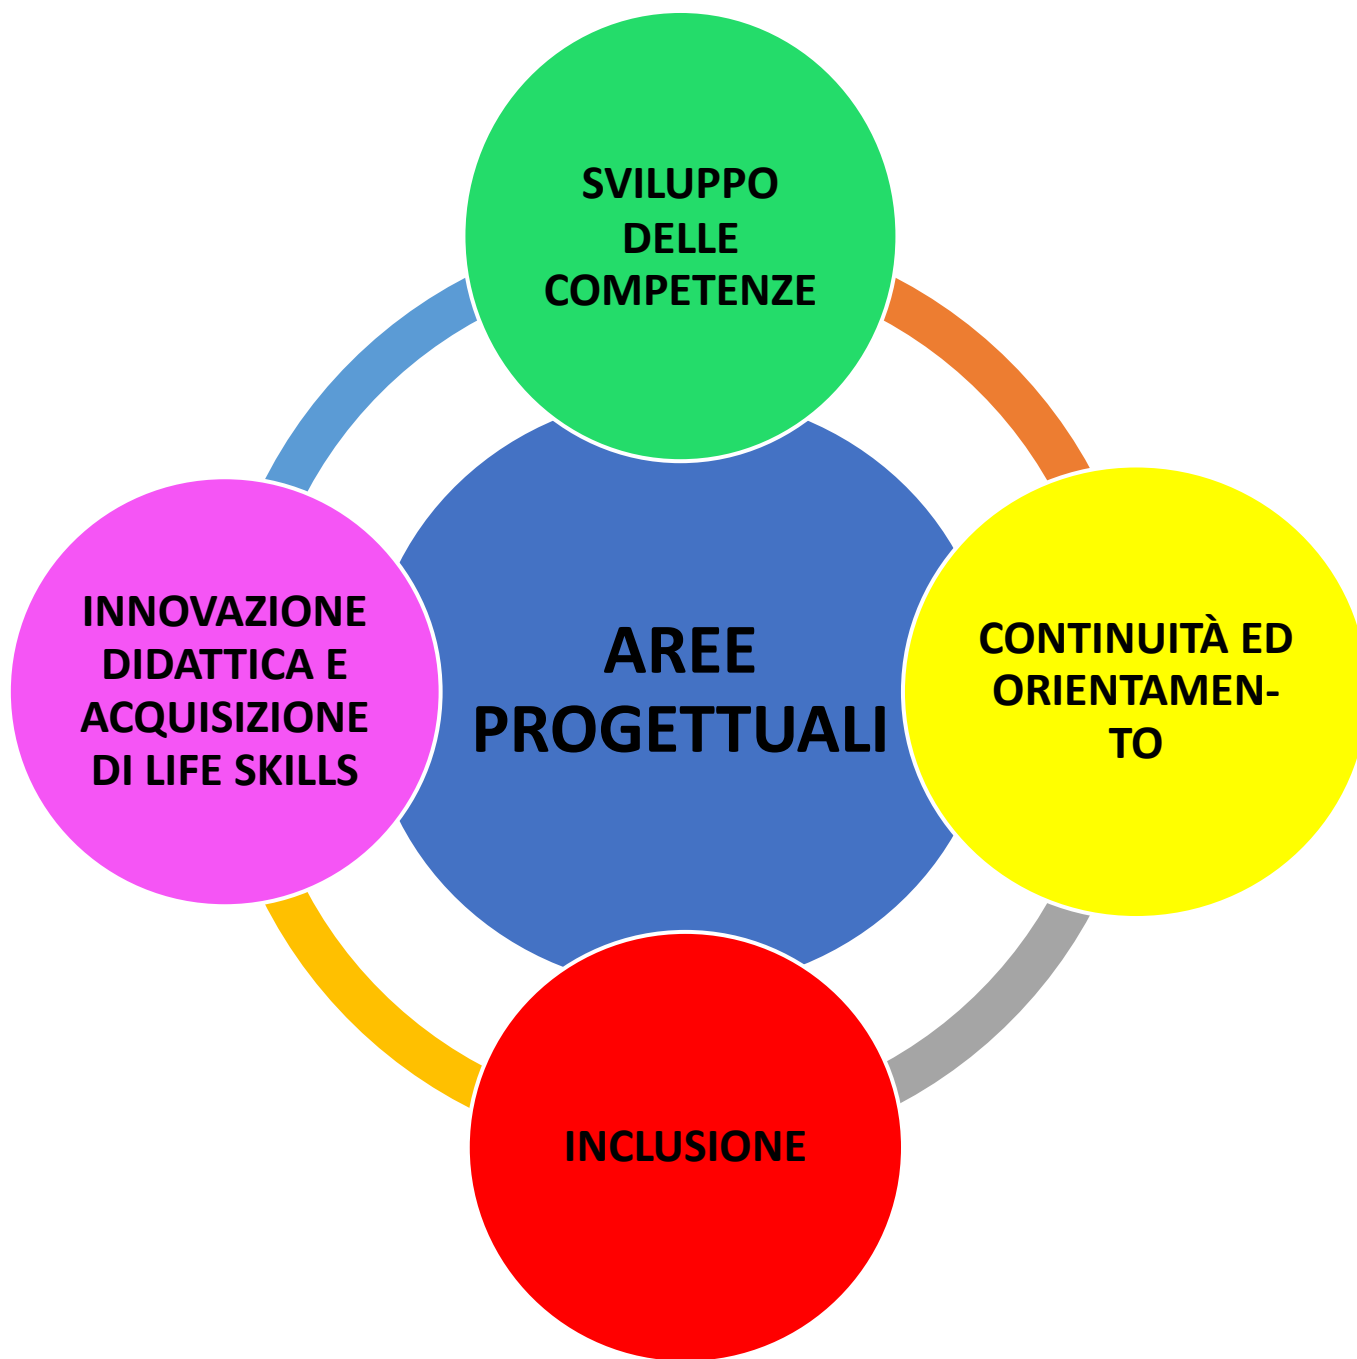 SVILUPPO
DELLE
COMPETENZE
INNOVAZIONE
DIDATTICA E
ACQUISIZIONE
DI LIFE SKILLS
AREE
PROGETTUALI
CONTINUITÀ ED
ORIENTAMEN-
TO
INCLUSIONE